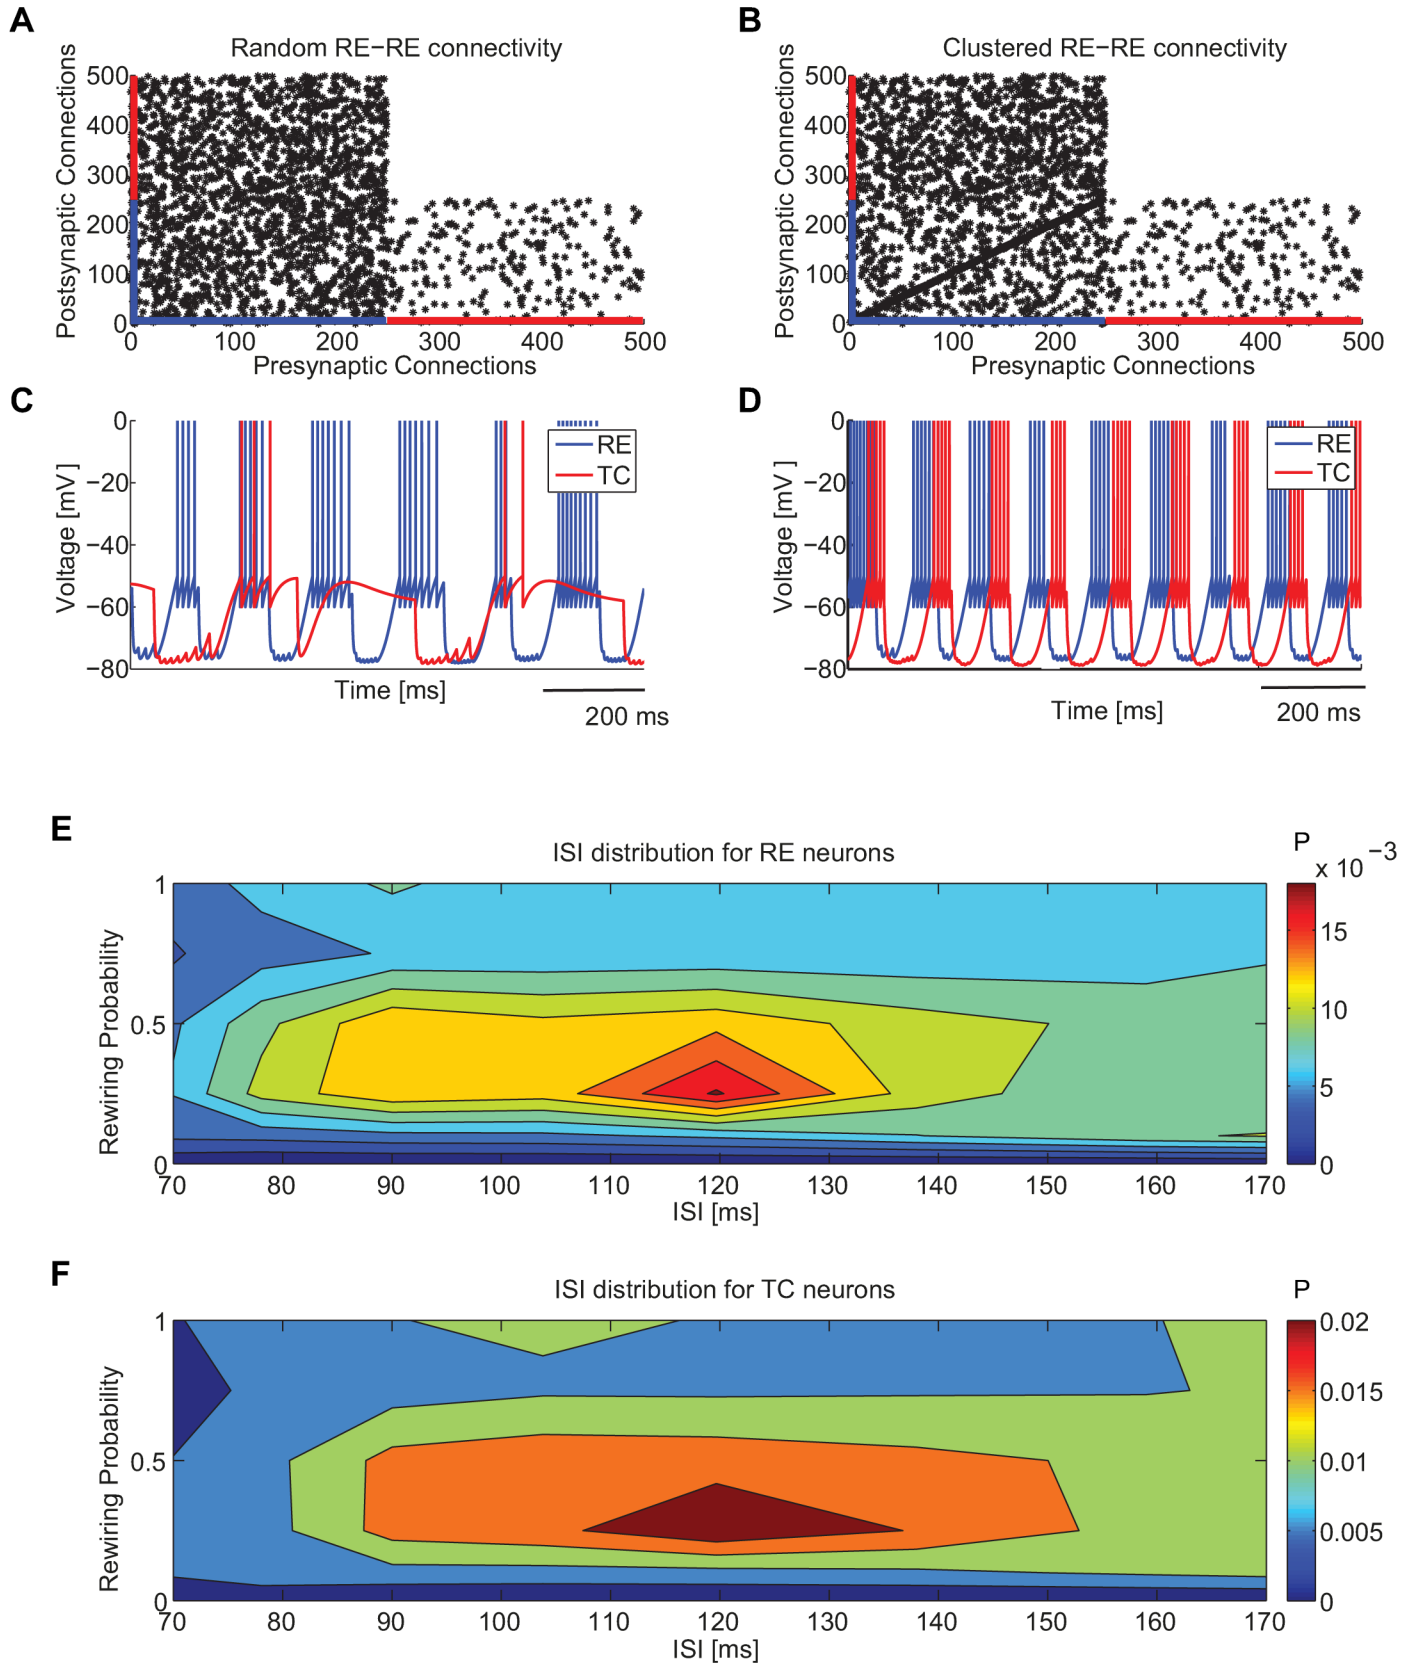 A
Random RE−RE connectivity
Postsynaptic Connections
500
400
300
200
100
0
0 100 200 300 400 500
Presynaptic Connections
B
Clustered RE−RE connectivity
Postsynaptic Connections
500
400
300
200
100
0
0 100 200 300 400 500
Presynaptic Connections
C
Voltage [mV]
0
−20
−40
−60
−80
RE
TC
Time [ms]
200 ms
D
Voltage [mV ]
0
−20
−40
−60
−80
RE
TC
Time [ms]
200 ms
E
ISI distribution for RE neurons
P
x 10 −3
Rewiring Probability
1
0.5
0
70 80 90 100 110 120 130 140 150 160 170
ISI [ms]
15
10
5
0
F
ISI distribution for TC neurons
P
Rewiring Probability
1
0.5
0
70 80 90 100 110 120 130 140 150 160 170
ISI [ms]
0.02
0.015
0.01
0.005
0